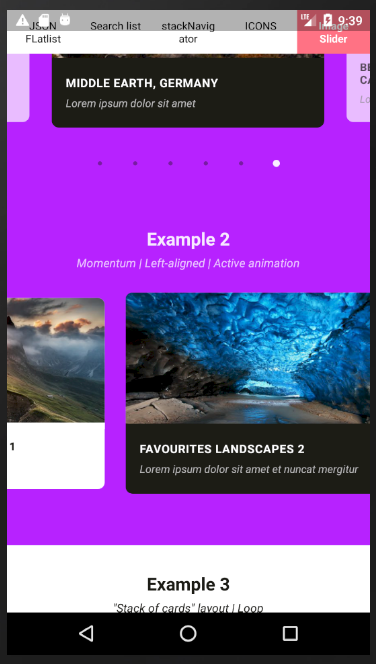 9:39
JSON
FLatlist
Search list
stackNavig
ator
ICONS
Image
Slider
MIDDLE EARTH, GERMANY
Lorem ipsum dolor sit amet
BE
CA
Lo
Example 2
Momentum | Left-aligned | Active animation
1
FAVOURITES LANDSCAPES 2
Lorem ipsum dolor sit amet et nuncat mergitur
Example 3
"Stack of cards" layout | Loop